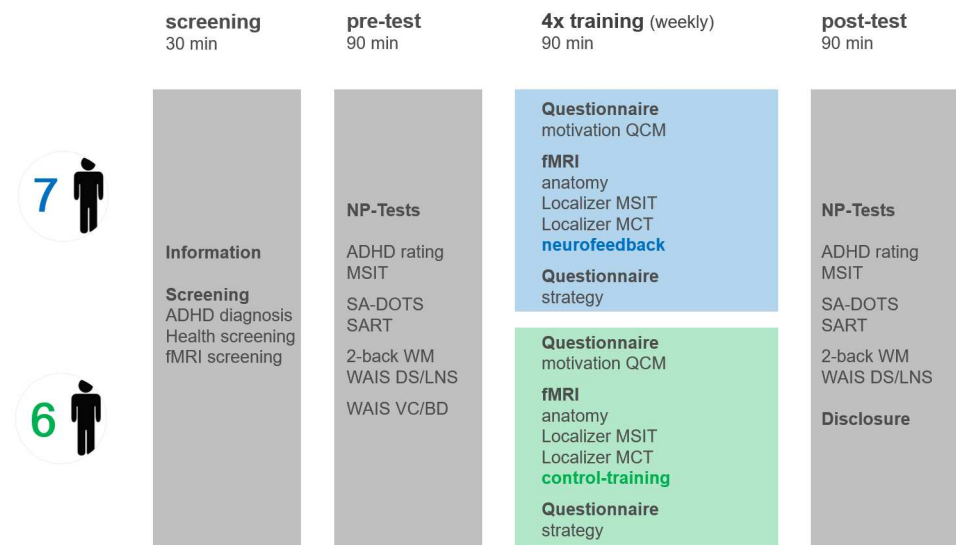 screening
30 min
pre-test
90 min
4x training (weekly)
90 min
post-test
90 min
7
6
Information
Screening
ADHD diagnosis
Health screening
fMRI screening
NP-Tests
ADHD rating
MSIT
SA-DOTS
SART
2-back WM
WAIS DS/LNS
WAIS VC/BD
Questionnaire
motivation QCM
fMRI
anatomy
Localizer MSIT
Localizer MCT
neurofeedback
Questionnaire
strategy
Questionnaire
motivation QCM
fMRI
anatomy
Localizer MSIT
Localizer MCT
control-training
Questionnaire
strategy
NP-Tests
ADHD rating
MSIT
SA-DOTS
SART
2-back WM
WAIS DS/LNS
Disclosure